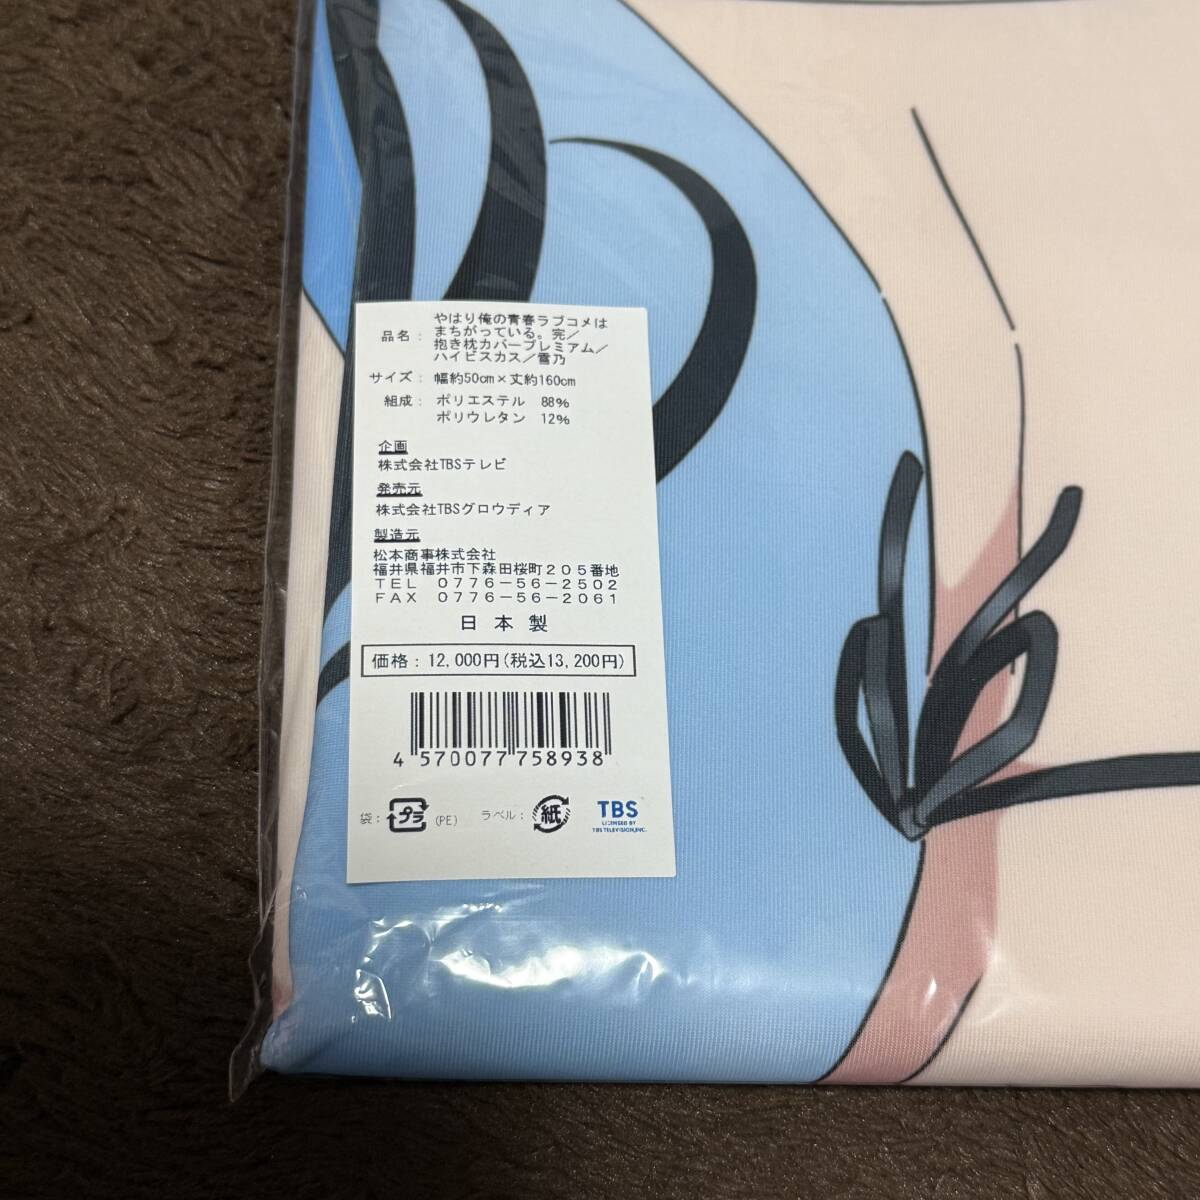 品名： やはり俺の青春ラブコメは
まちがっている。完／
抱き枕カバープレミアム／
ハイビスカス／雪乃
サイズ： 幅約50cm×丈約160cm
組成： ポリエステル 88%
ポリウレタン 12%
企画
株式会社TBSテレビ
発売元
株式会社TBSグロウディア
製造元
松本商事株式会社
福井県福井市下森田桜町２０５番地
ＴＥＬ ０７７６－５６－２５０２
ＦＡＸ ０７７６－５６－２０６１
日本製
価格：12,000円(税込13,200円)
4 570077 758938
袋： プラ (PE) ラベル： 紙 TBS
LICENSED BY
TBS TELEVISION,INC.